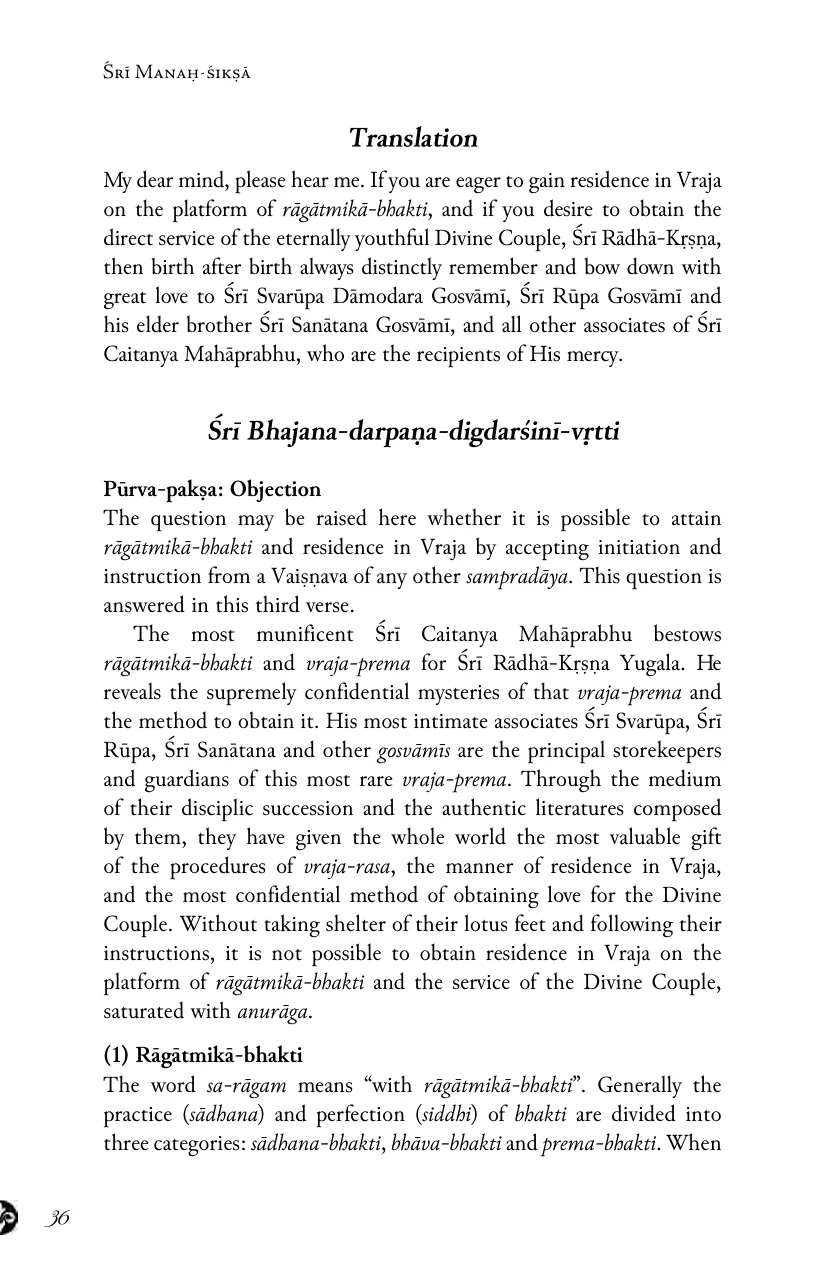 Śrī Manaḥ-śikṣā
Translation
My dear mind, please hear me. If you are eager to gain residence in Vraja
on the platform of rāgātmikā-bhakti, and if you desire to obtain the
direct service of the eternally youthful Divine Couple, Śrī Rādhā-Kṛṣṇa,
then birth after birth always distinctly remember and bow down with
great love to Śrī Svarūpa Dāmodara Gosvāmī, Śrī Rūpa Gosvāmī and
his elder brother Śrī Sanātana Gosvāmī, and all other associates of Śrī
Caitanya Mahāprabhu, who are the recipients of His mercy.
Śrī Bhajana-darpaṇa-digdarśinī-vṛtti
Pūrva-pakṣa: Objection
The question may be raised here whether it is possible to attain
rāgātmikā-bhakti and residence in Vraja by accepting initiation and
instruction from a Vaiṣṇava of any other sampradāya. This question is
answered in this third verse.
The most munificent Śrī Caitanya Mahāprabhu bestows
rāgātmikā-bhakti and vraja-prema for Śrī Rādhā-Kṛṣṇa Yugala. He
reveals the supremely confidential mysteries of that vraja-prema and
the method to obtain it. His most intimate associates Śrī Svarūpa, Śrī
Rūpa, Śrī Sanātana and other gosvāmīs are the principal storekeepers
and guardians of this most rare vraja-prema. Through the medium
of their disciplic succession and the authentic literatures composed
by them, they have given the whole world the most valuable gift
of the procedures of vraja-rasa, the manner of residence in Vraja,
and the most confidential method of obtaining love for the Divine
Couple. Without taking shelter of their lotus feet and following their
instructions, it is not possible to obtain residence in Vraja on the
platform of rāgātmikā-bhakti and the service of the Divine Couple,
saturated with anurāga.
(1) Rāgātmikā-bhakti
The word sa-rāgam means “with rāgātmikā-bhakti”. Generally the
practice (sādhana) and perfection (siddhi) of bhakti are divided into
three categories: sādhana-bhakti, bhāva-bhakti and prema-bhakti. When
36